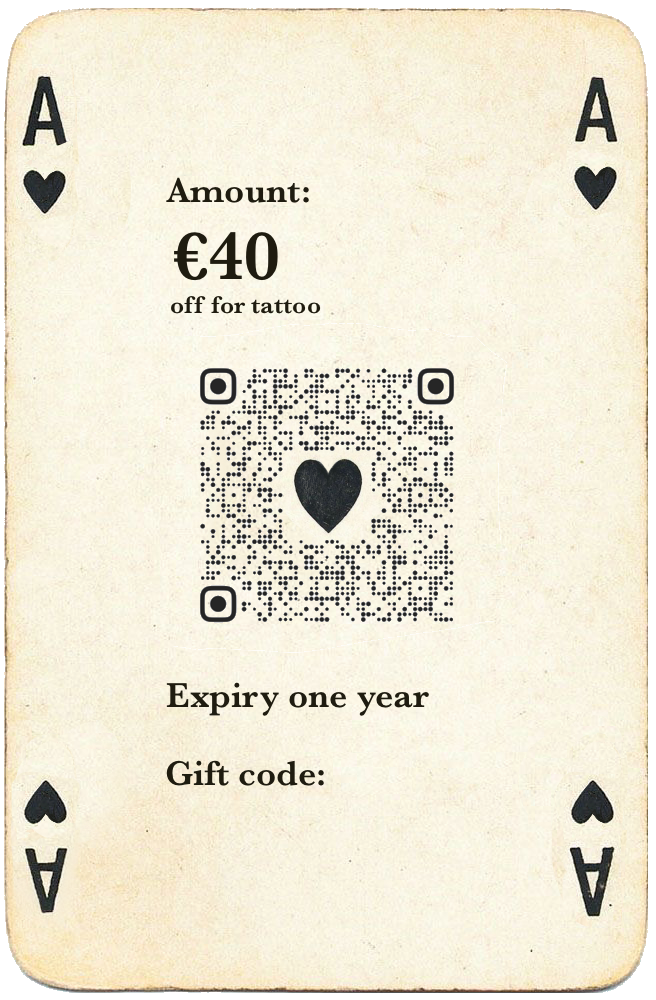 A
A
Amount:
€40
off for tattoo
Expiry one year
Gift code:
A
A